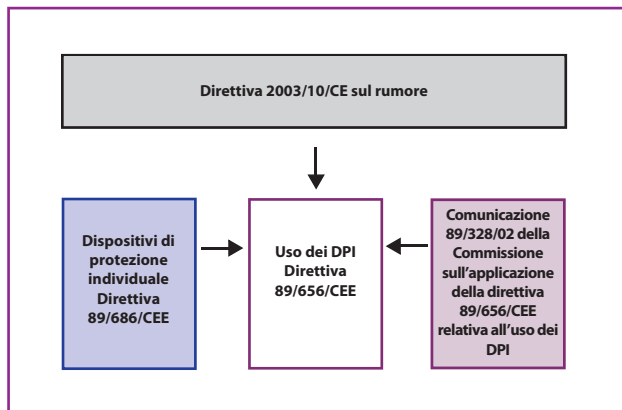 Direttiva 2003/10/CE sul rumore
Dispositivi di
protezione
individuale
Direttiva
89/686/CEE
Uso dei DPI
Direttiva
89/656/CEE
Comunicazione
89/328/02 della
Commissione
sull'applicazione
della direttiva
89/656/CEE
relativa all'uso dei
DPI